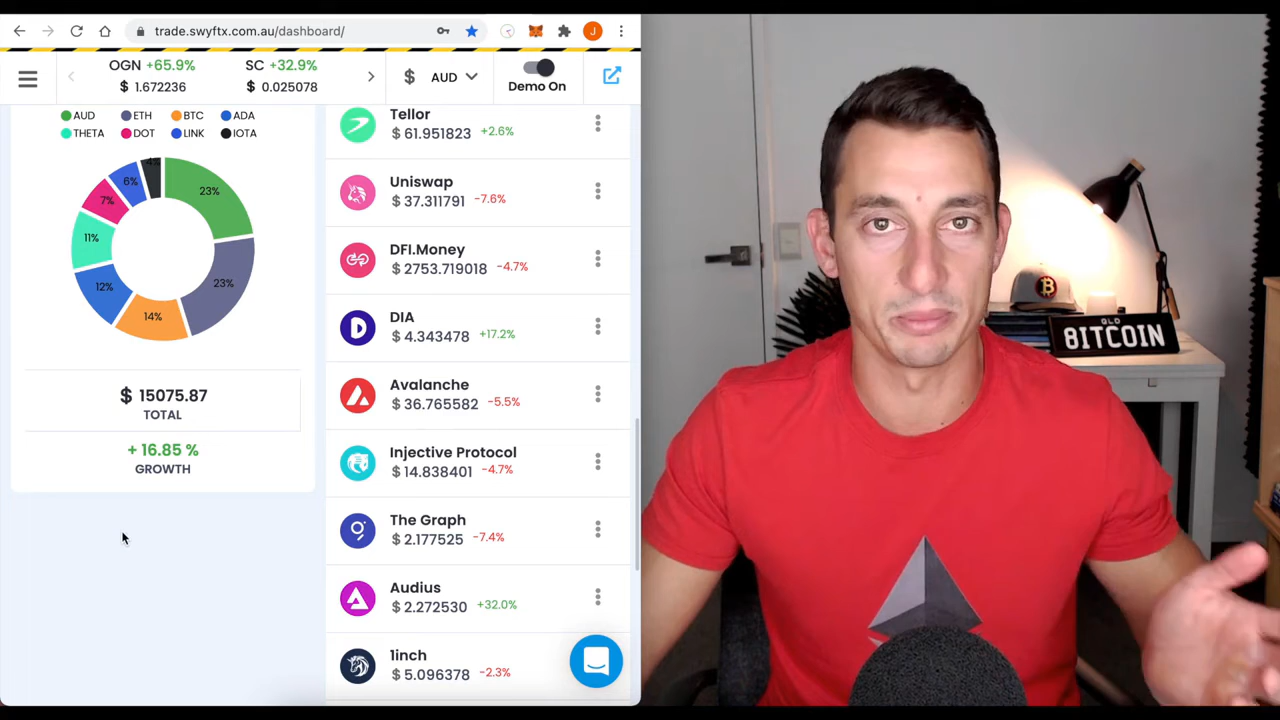 trade.swyftx.com.au/dashboard/
J
OGN +65.9%
$ 1.672236
SC +32.9%
$ 0.025078
$ AUD
Demo On
AUD ETH BTC ADA
THETA DOT LINK IOTA
23%
23%
14%
12%
11%
7%
6%
$ 15075.87
TOTAL
+ 16.85 %
GROWTH
Tellor
$ 61.951823 +2.6%
Uniswap
$ 37.311791 -7.6%
DFI.Money
$ 2753.719018 -4.7%
DIA
$ 4.343478 +17.2%
Avalanche
$ 36.765582 -5.5%
Injective Protocol
$ 14.838401 -4.7%
The Graph
$ 2.177525 -7.4%
Audius
$ 2.272530 +32.0%
1inch
$ 5.096378 -2.3%
QLD
8ITCOIN